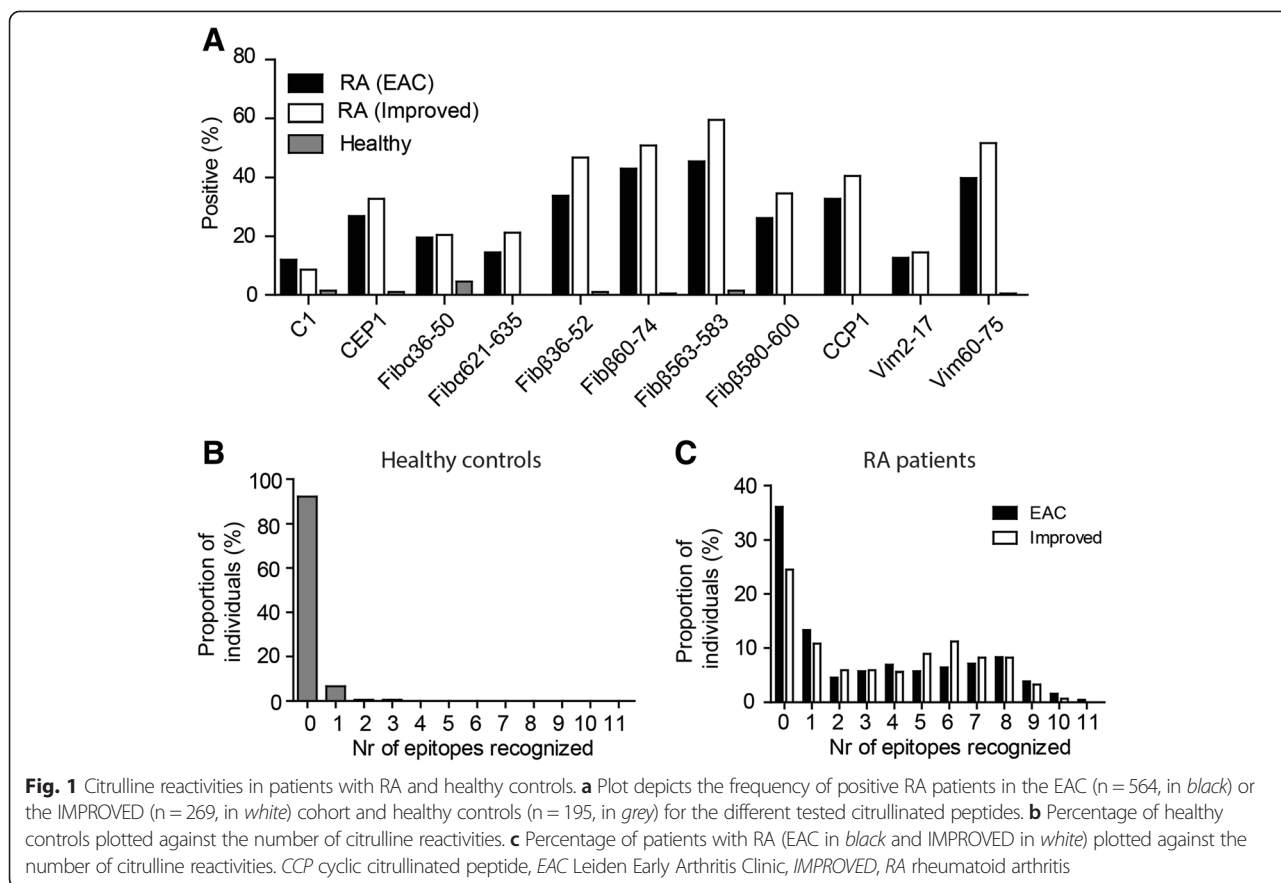 A
80
60
40
20
0
Positive (%)
RA (EAC)
RA (Improved)
Healthy
C1
CEP1
Fibα36-50
Fibα621-635
Fibβ36-52
Fibβ60-74
Fibβ563-583
Fibβ580-600
CCP1
Vim2-17
Vim60-75
B
Healthy controls
100
80
60
40
20
0
Proportion of
individuals (%)
0 1 2 3 4 5 6 7 8 9 10 11
Nr of epitopes recognized
C
RA patients
40
30
20
10
0
Proportion of
individuals (%)
EAC
Improved
0 1 2 3 4 5 6 7 8 9 10 11
Nr of epitopes recognized
Fig. 1 Citrulline reactivities in patients with RA and healthy controls. a Plot depicts the frequency of positive RA patients in the EAC (n = 564, in black) or
the IMPROVED (n = 269, in white) cohort and healthy controls (n = 195, in grey) for the different tested citrullinated peptides. b Percentage of healthy
controls plotted against the number of citrulline reactivities. c Percentage of patients with RA (EAC in black and IMPROVED in white) plotted against the
number of citrulline reactivities. CCP cyclic citrullinated peptide, EAC Leiden Early Arthritis Clinic, IMPROVED, RA rheumatoid arthritis